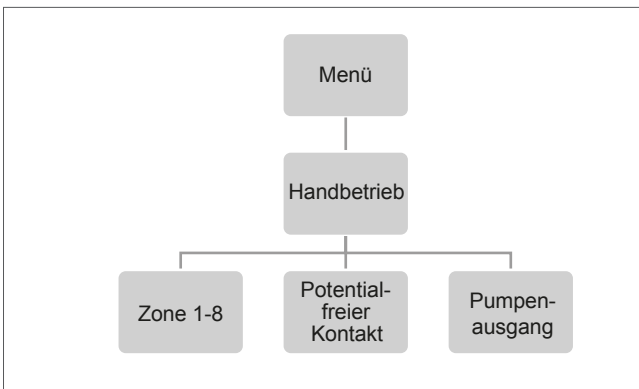 Menü
Handbetrieb
Zone 1-8
Potential-
freier
Kontakt
Pumpen-
ausgang